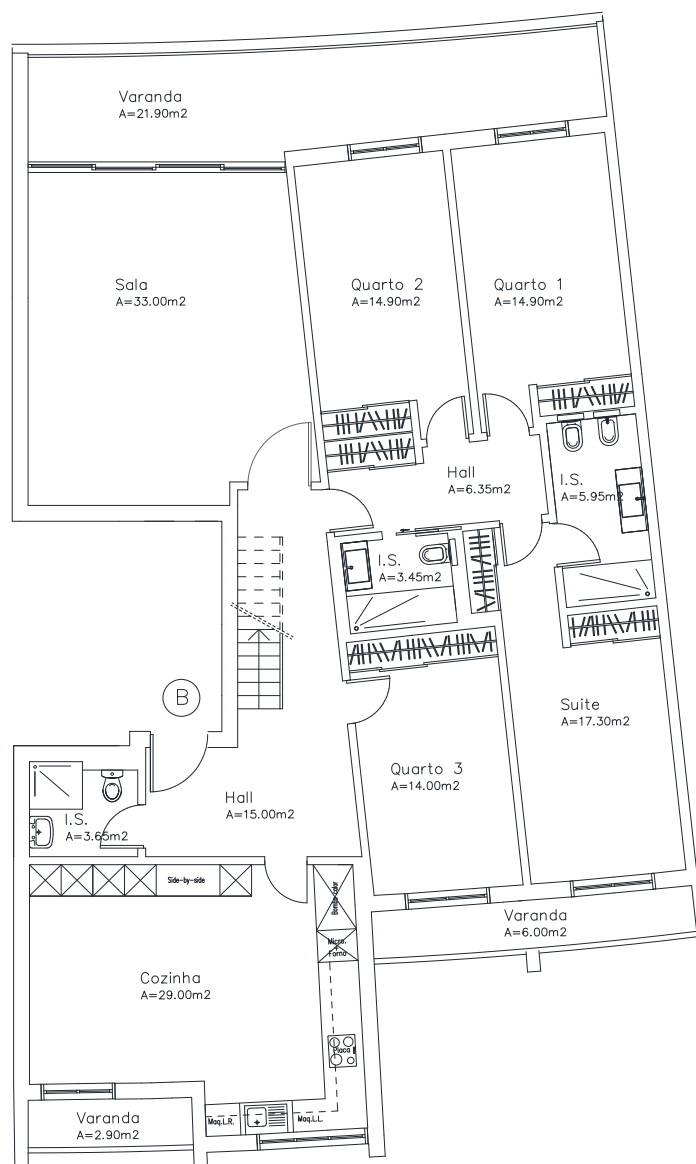 Varanda
A=21.90m2
Sala
A=33.00m2
Quarto 2
A=14.90m2
Quarto 1
A=14.90m2
Hall
A=6.35m2
I.S.
A=5.95m2
I.S.
A=3.45m2
B
Suite
A=17.30m2
Quarto 3
A=14.00m2
Hall
A=15.00m2
I.S.
A=3.65m2
Side-by-side
Micro.
+
Forno
Varanda
A=6.00m2
Cozinha
A=29.00m2
Placa
Varanda
A=2.90m2
Maq.L.R.
Maq.L.L.